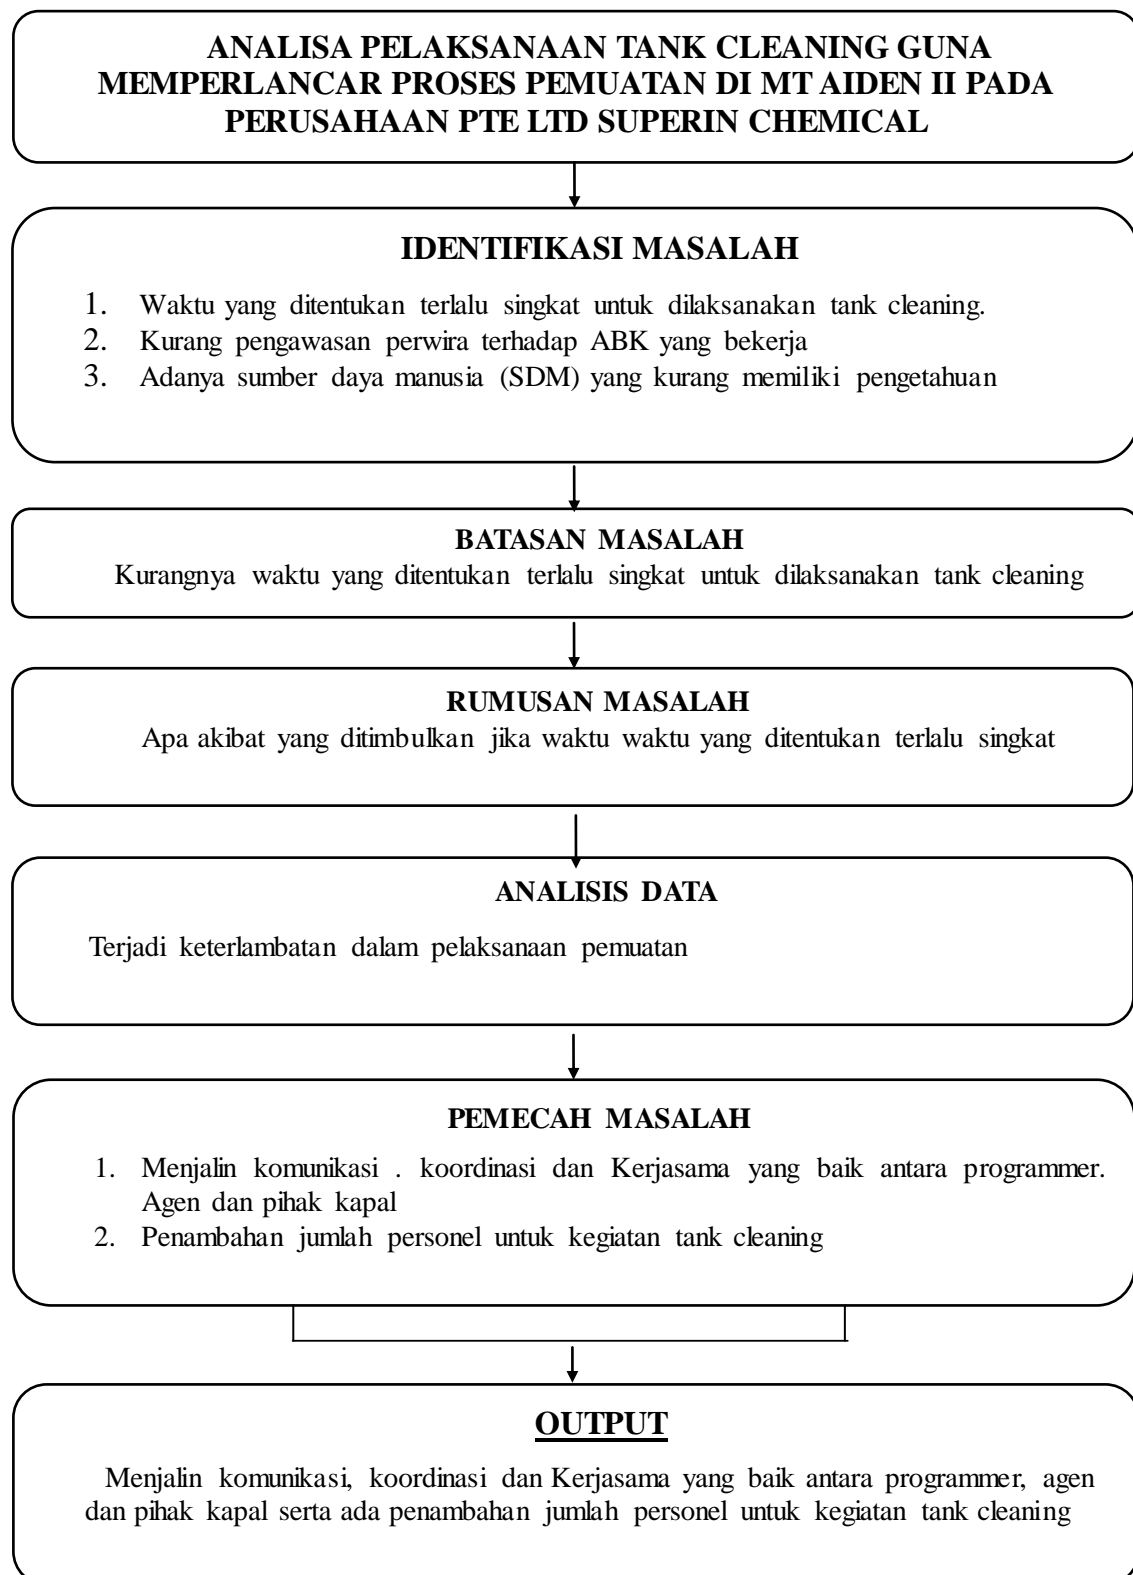 ANALISA PELAKSANAAN TANK CLEANING GUNA
MEMPERLANCAR PROSES PEMUATAN DI MT AIDEN II PADA
PERUSAHAAN PTE LTD SUPERIN CHEMICAL
IDENTIFIKASI MASALAH
1. Waktu yang ditentukan terlalu singkat untuk dilaksanakan tank cleaning.
2. Kurang pengawasan perwira terhadap ABK yang bekerja
3. Adanya sumber daya manusia (SDM) yang kurang memiliki pengetahuan
BATASAN MASALAH
Kurangnya waktu yang ditentukan terlalu singkat untuk dilaksanakan tank cleaning
RUMUSAN MASALAH
Apa akibat yang ditimbulkan jika waktu waktu yang ditentukan terlalu singkat
ANALISIS DATA
Terjadi keterlambatan dalam pelaksanaan pemuatan
PEMECAH MASALAH
1. Menjalin komunikasi . koordinasi dan Kerjasama yang baik antara programmer.
Agen dan pihak kapal
2. Penambahan jumlah personel untuk kegiatan tank cleaning
OUTPUT
Menjalin komunikasi, koordinasi dan Kerjasama yang baik antara programmer, agen
dan pihak kapal serta ada penambahan jumlah personel untuk kegiatan tank cleaning